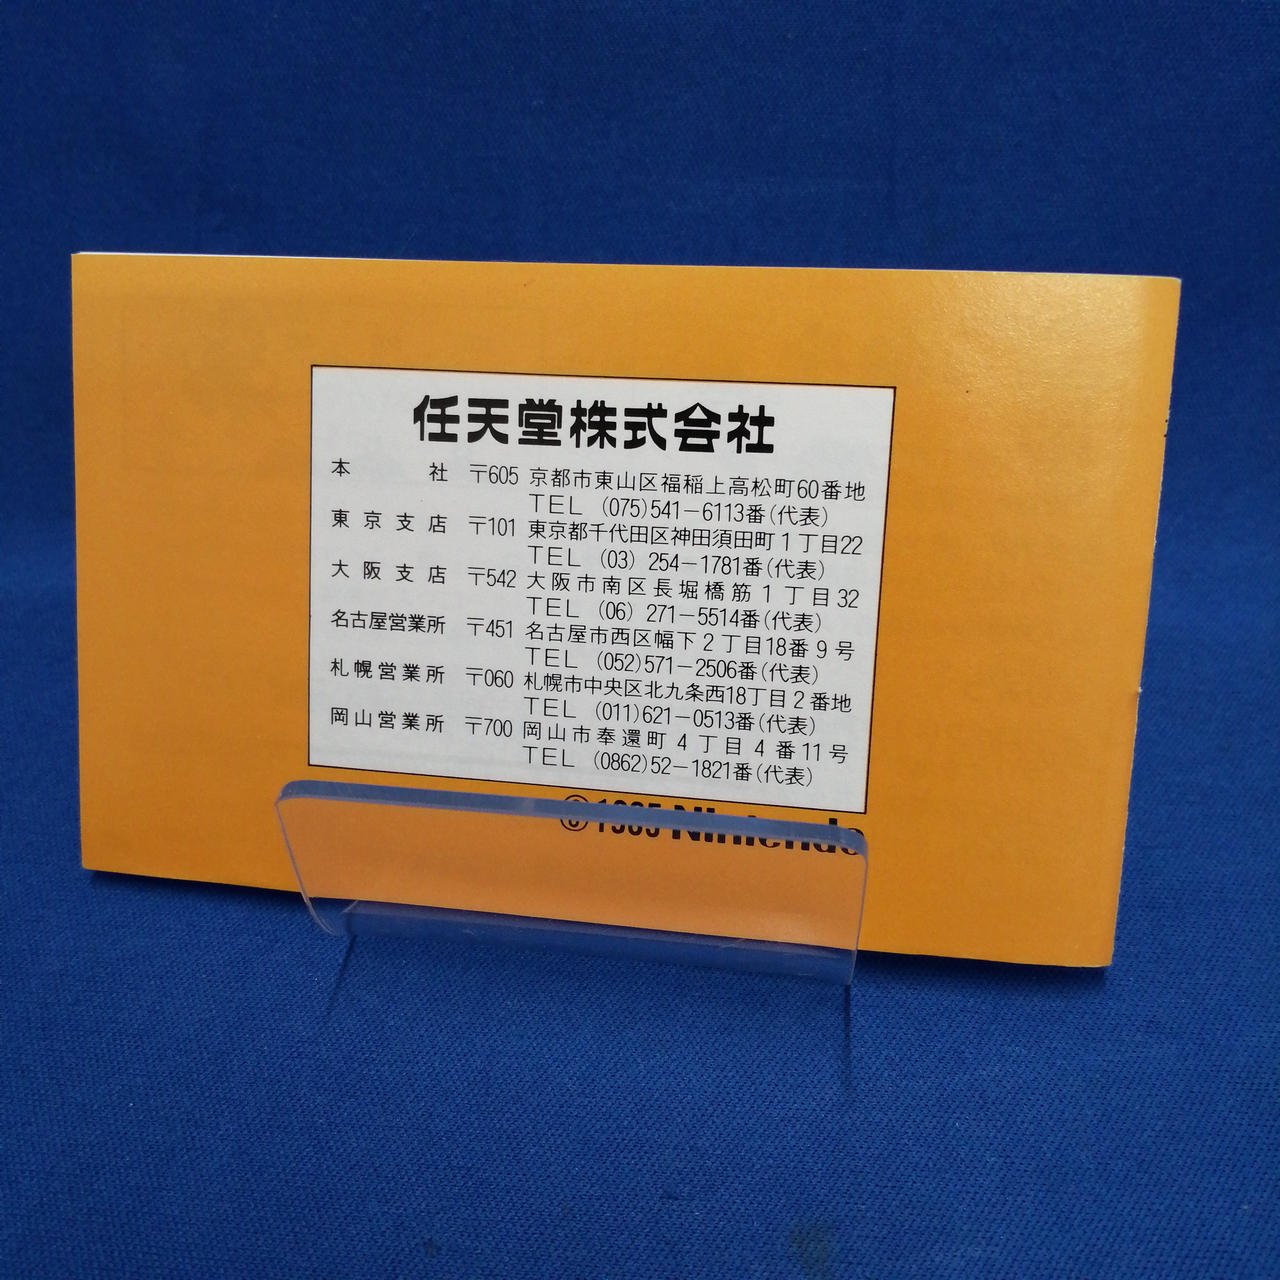 任天堂株式会社
本社 〒605 京都市東山区福稲上高松町60番地
TEL (075)541-6113番(代表)
東京支店 〒101 東京都千代田区神田須田町1丁目22
TEL (03) 254-1781番(代表)
大阪支店 〒542 大阪市南区長堀橋筋1丁目32
TEL (06) 271-5514番(代表)
名古屋営業所 〒451 名古屋市西区幅下2丁目18番9号
TEL (052)571-2506番(代表)
札幌営業所 〒060 札幌市中央区北九条西18丁目2番地
TEL (011)621-0513番(代表)
岡山営業所 〒700 岡山市奉還町4丁目4番11号
TEL (0862)52-1821番(代表)
©1985 Nintendo